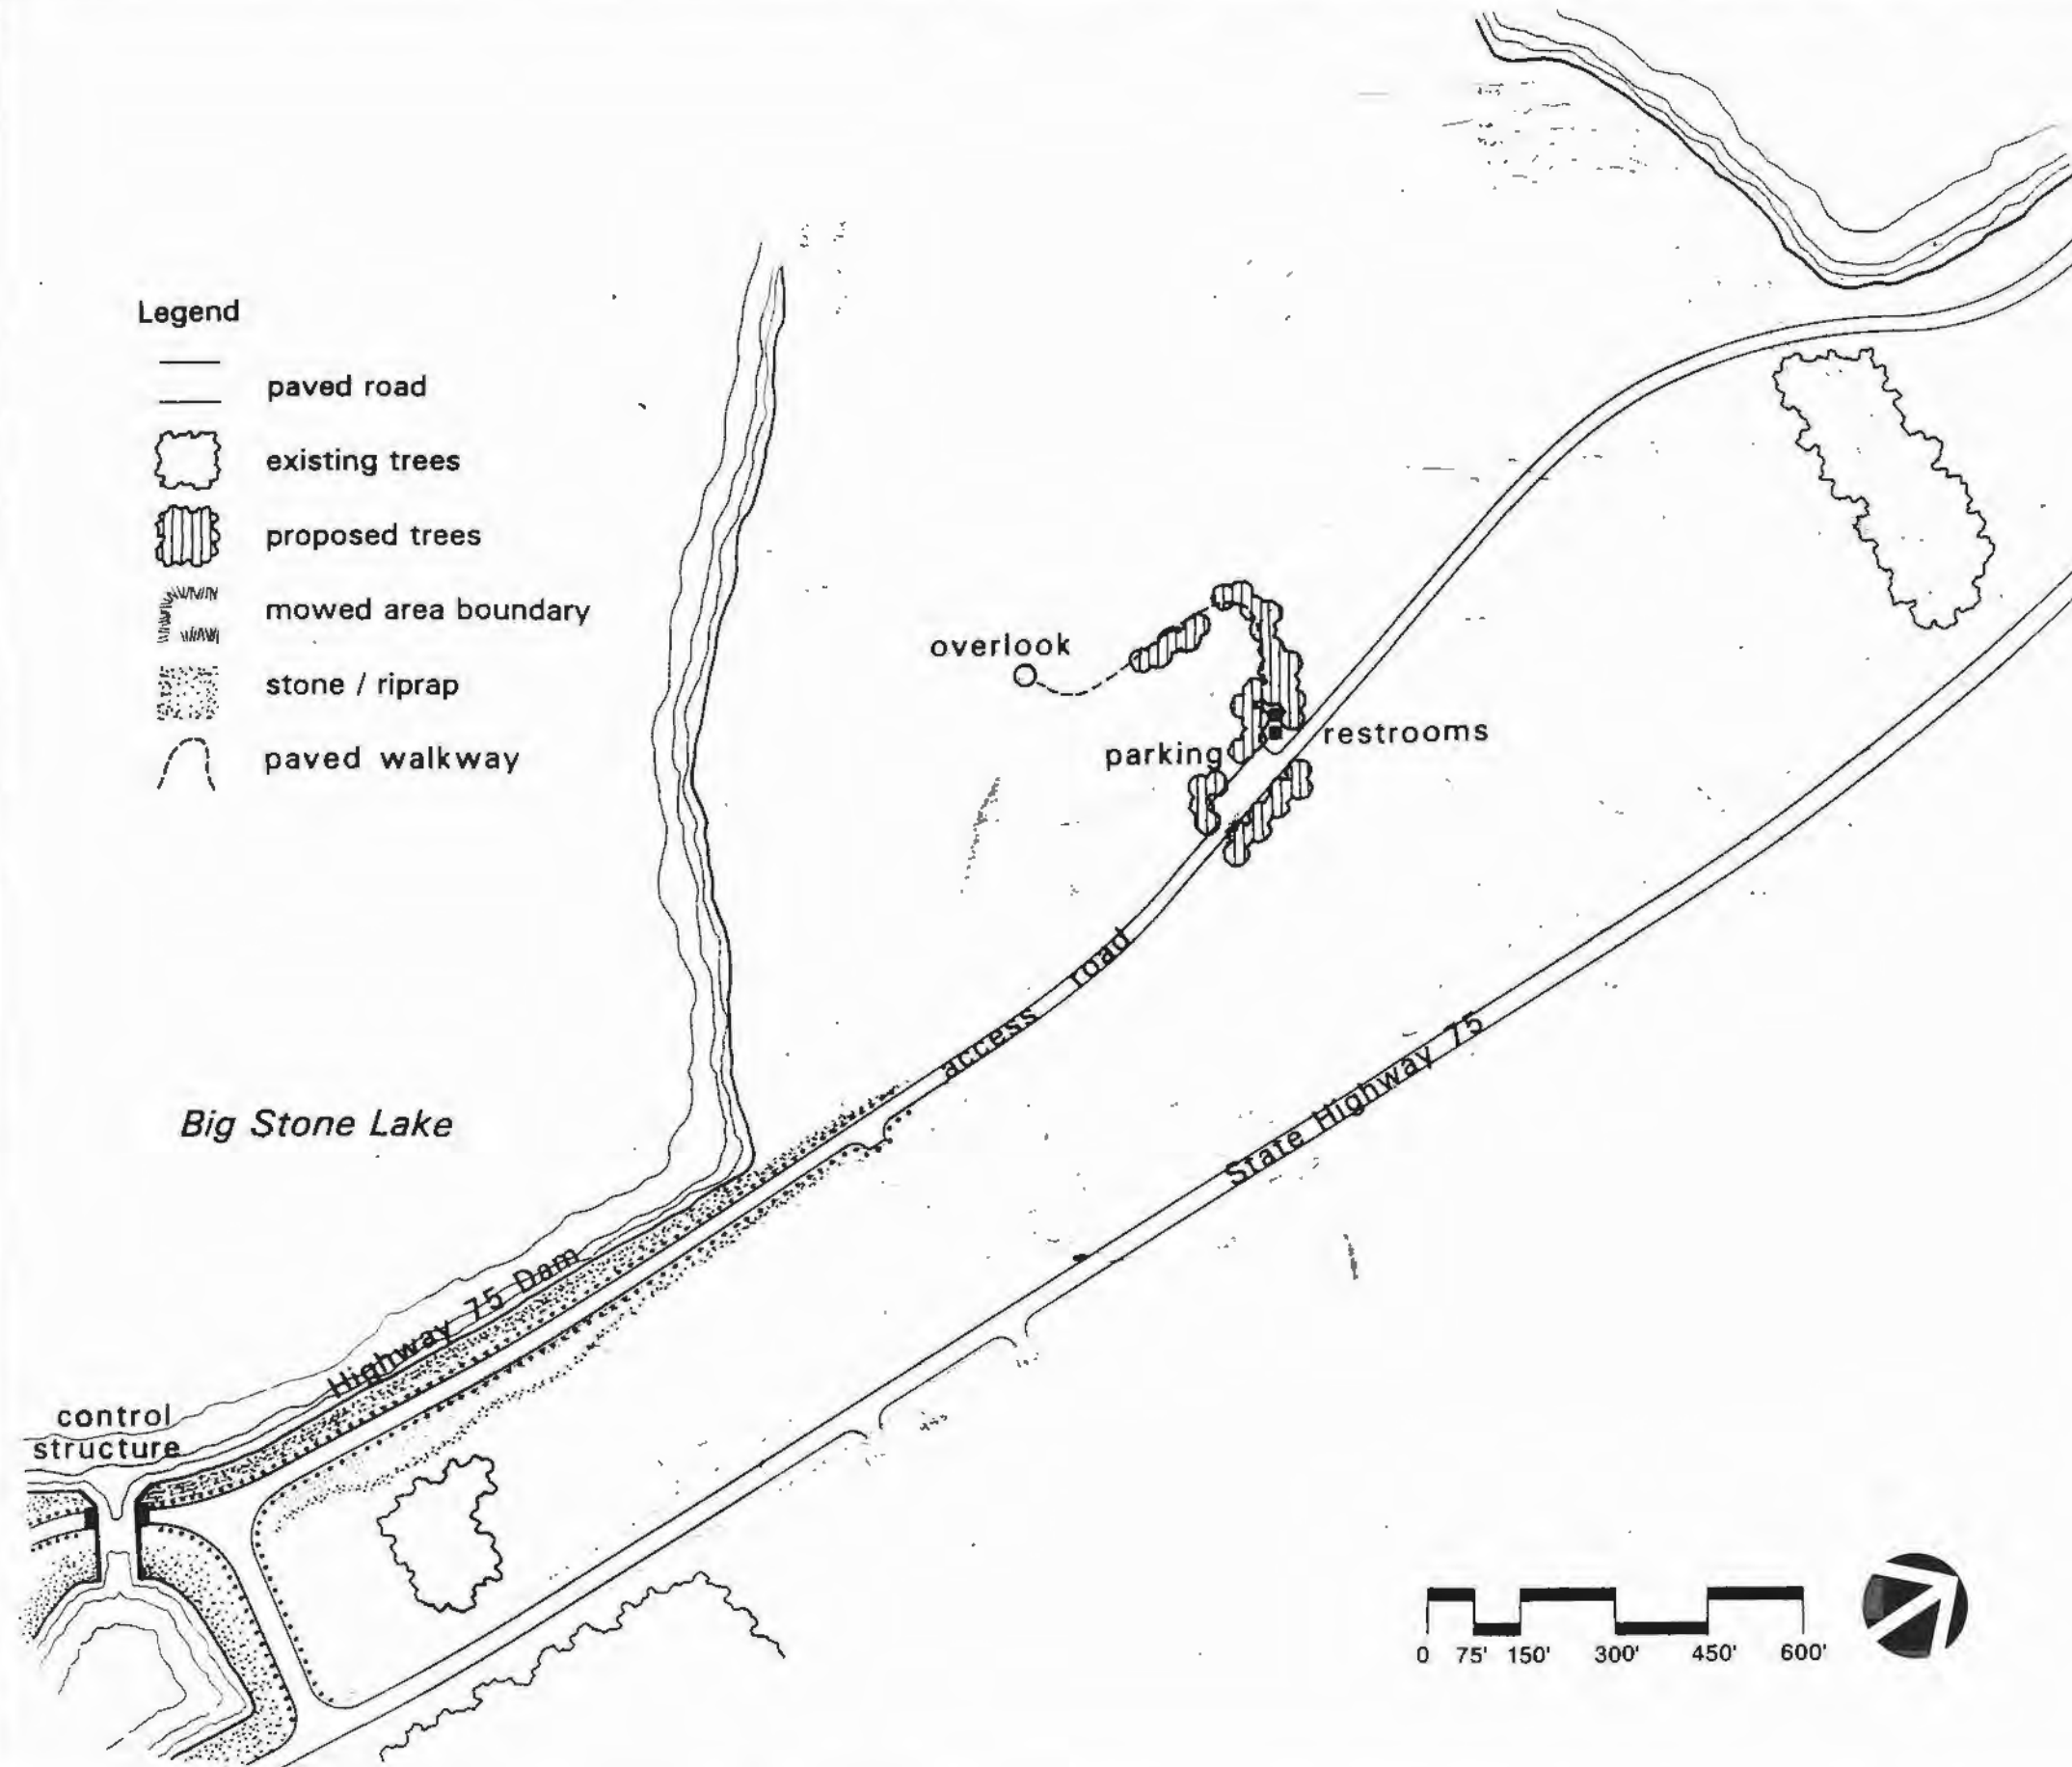 Legend
paved road
existing trees
proposed trees
mowed area boundary
stone / riprap
paved walkway
overlook
parking
restrooms
access road
State Highway 75
Big Stone Lake
Highway 75 Dam
control
structure
0 75' 150' 300' 450' 600'